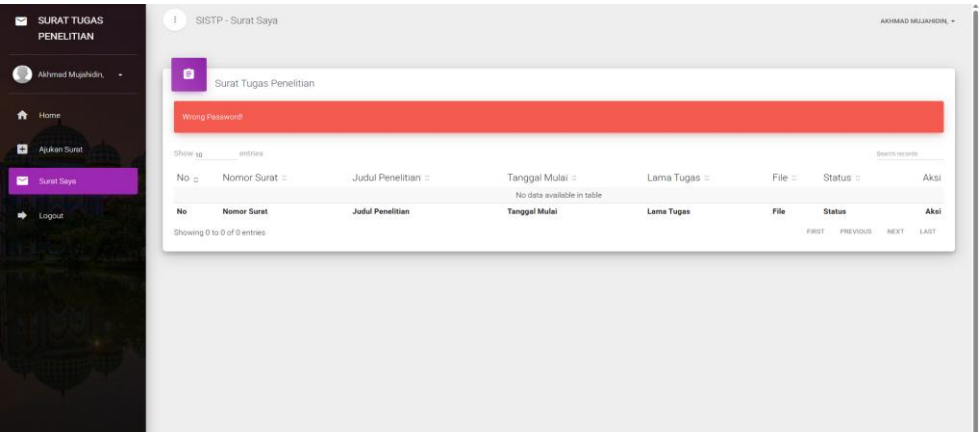 SURAT TUGAS
PENELITIAN
Akhmad Mujahidin,
Home
Ajukan Surat
Surat Saya
Logout
SISTP - Surat Saya
AKHMAD MUJAHIDIN,
Surat Tugas Penelitian
Wrong Password!
Show 10 entries
Search records
No Nomor Surat Judul Penelitian Tanggal Mulai Lama Tugas File Status Aksi
No data available in table
No Nomor Surat Judul Penelitian Tanggal Mulai Lama Tugas File Status Aksi
Showing 0 to 0 of 0 entries
FIRST PREVIOUS NEXT LAST